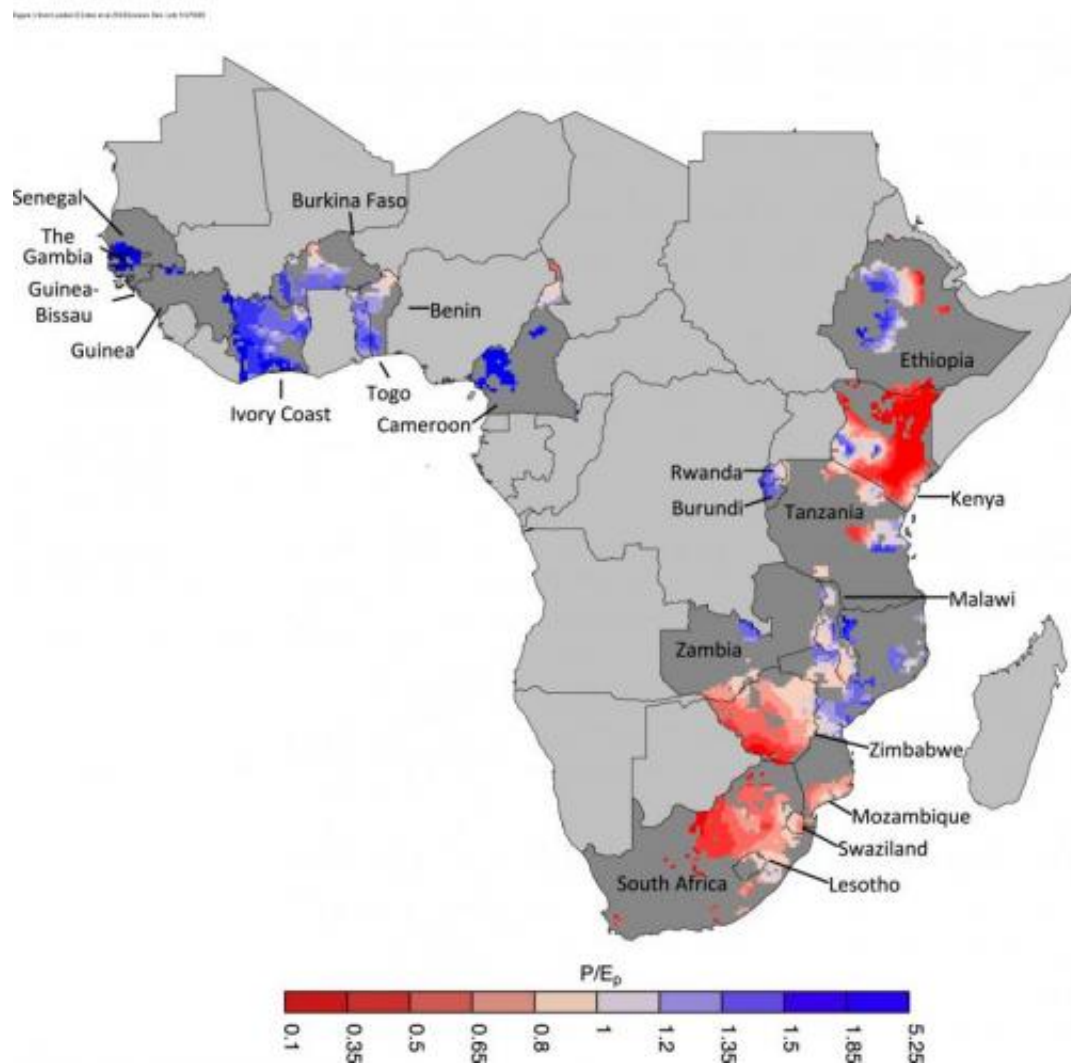 Senegal
Burkina Faso
The
Gambia
Guinea-
Bissau
Benin
Guinea
Ethiopia
Togo
Ivory Coast
Cameroon
Rwanda
Kenya
Burundi
Tanzania
Malawi
Zambia
Zimbabwe
Mozambique
Swaziland
South Africa
Lesotho
P/Ep
0.1
0.35
0.5
0.65
0.8
1
1.2
1.35
1.5
1.85
5.25